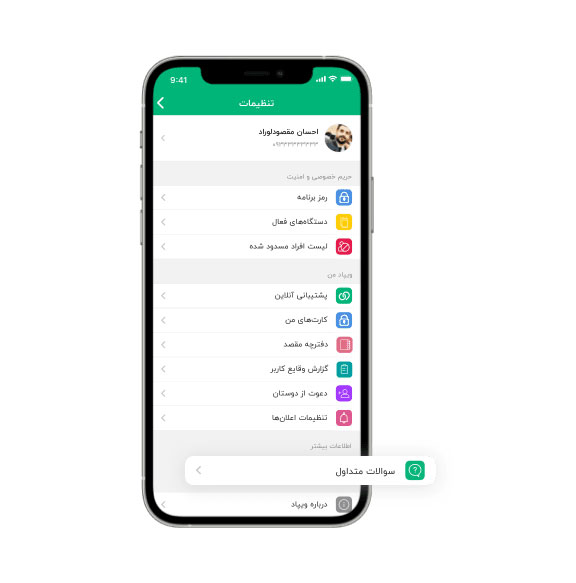 9:41
تنظیمات
احسان مقصودلوراد
۰۹۳۳۳۳۳۳۳۳۳
حریم خصوصی و امنیت
رمز برنامه
دستگاه‌های فعال
لیست افراد مسدود شده
ویپاد من
پشتیبانی آنلاین
کارت‌های من
دفترچه مقصد
گزارش وقایع کاربر
دعوت از دوستان
تنظیمات اعلان‌ها
اطلاعات بیشتر
سوالات متداول
درباره ویپاد